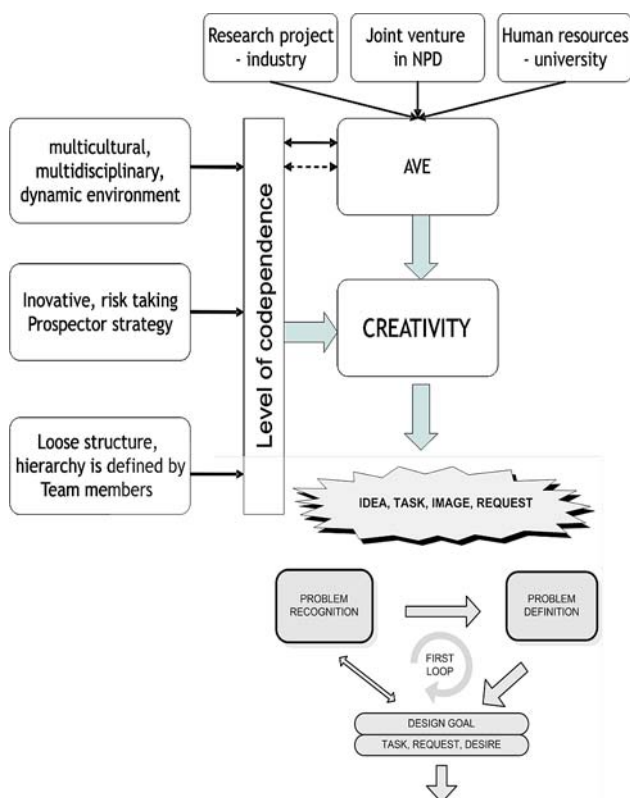 Research project
- industry
Joint venture
in NPD
Human resources
- university
multicultural,
multidisciplinary,
dynamic environment
AVE
Inovative, risk taking
Prospector strategy
Level of codependence
CREATIVITY
Loose structure,
hierarchy is defined by
Team members
IDEA, TASK, IMAGE, REQUEST
PROBLEM
RECOGNITION
PROBLEM
DEFINITION
FIRST
LOOP
DESIGN GOAL
TASK, REQUEST, DESIRE